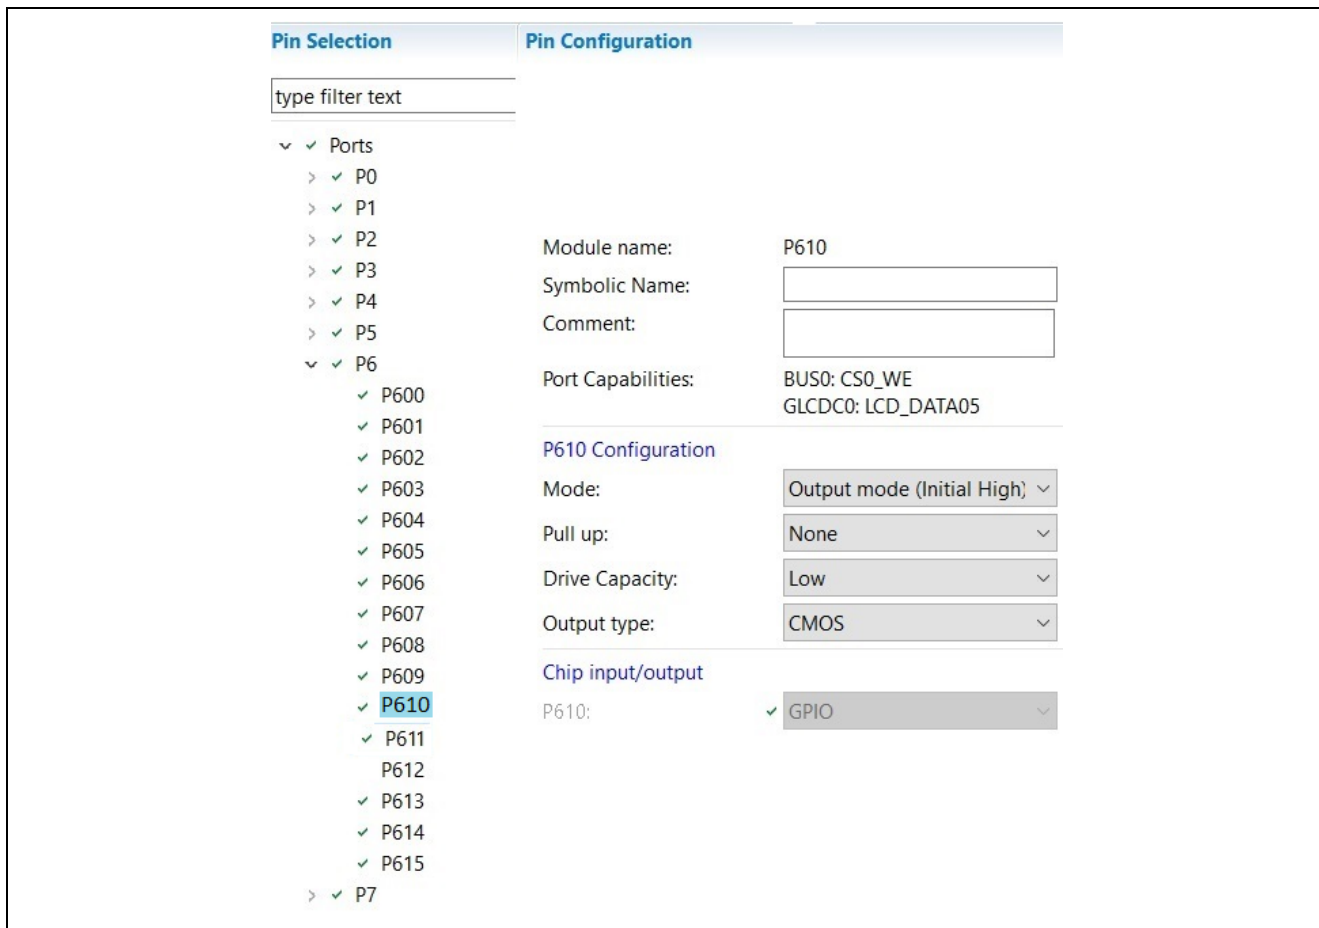 Pin Selection
type filter text
Ports
P0
P1
P2
P3
P4
P5
P6
P600
P601
P602
P603
P604
P605
P606
P607
P608
P609
P610
P611
P612
P613
P614
P615
P7
Pin Configuration
Module name: P610
Symbolic Name:
Comment:
Port Capabilities: BUS0: CS0_WE
GLCDC0: LCD_DATA05
P610 Configuration
Mode: Output mode (Initial High)
Pull up: None
Drive Capacity: Low
Output type: CMOS
Chip input/output
P610: GPIO